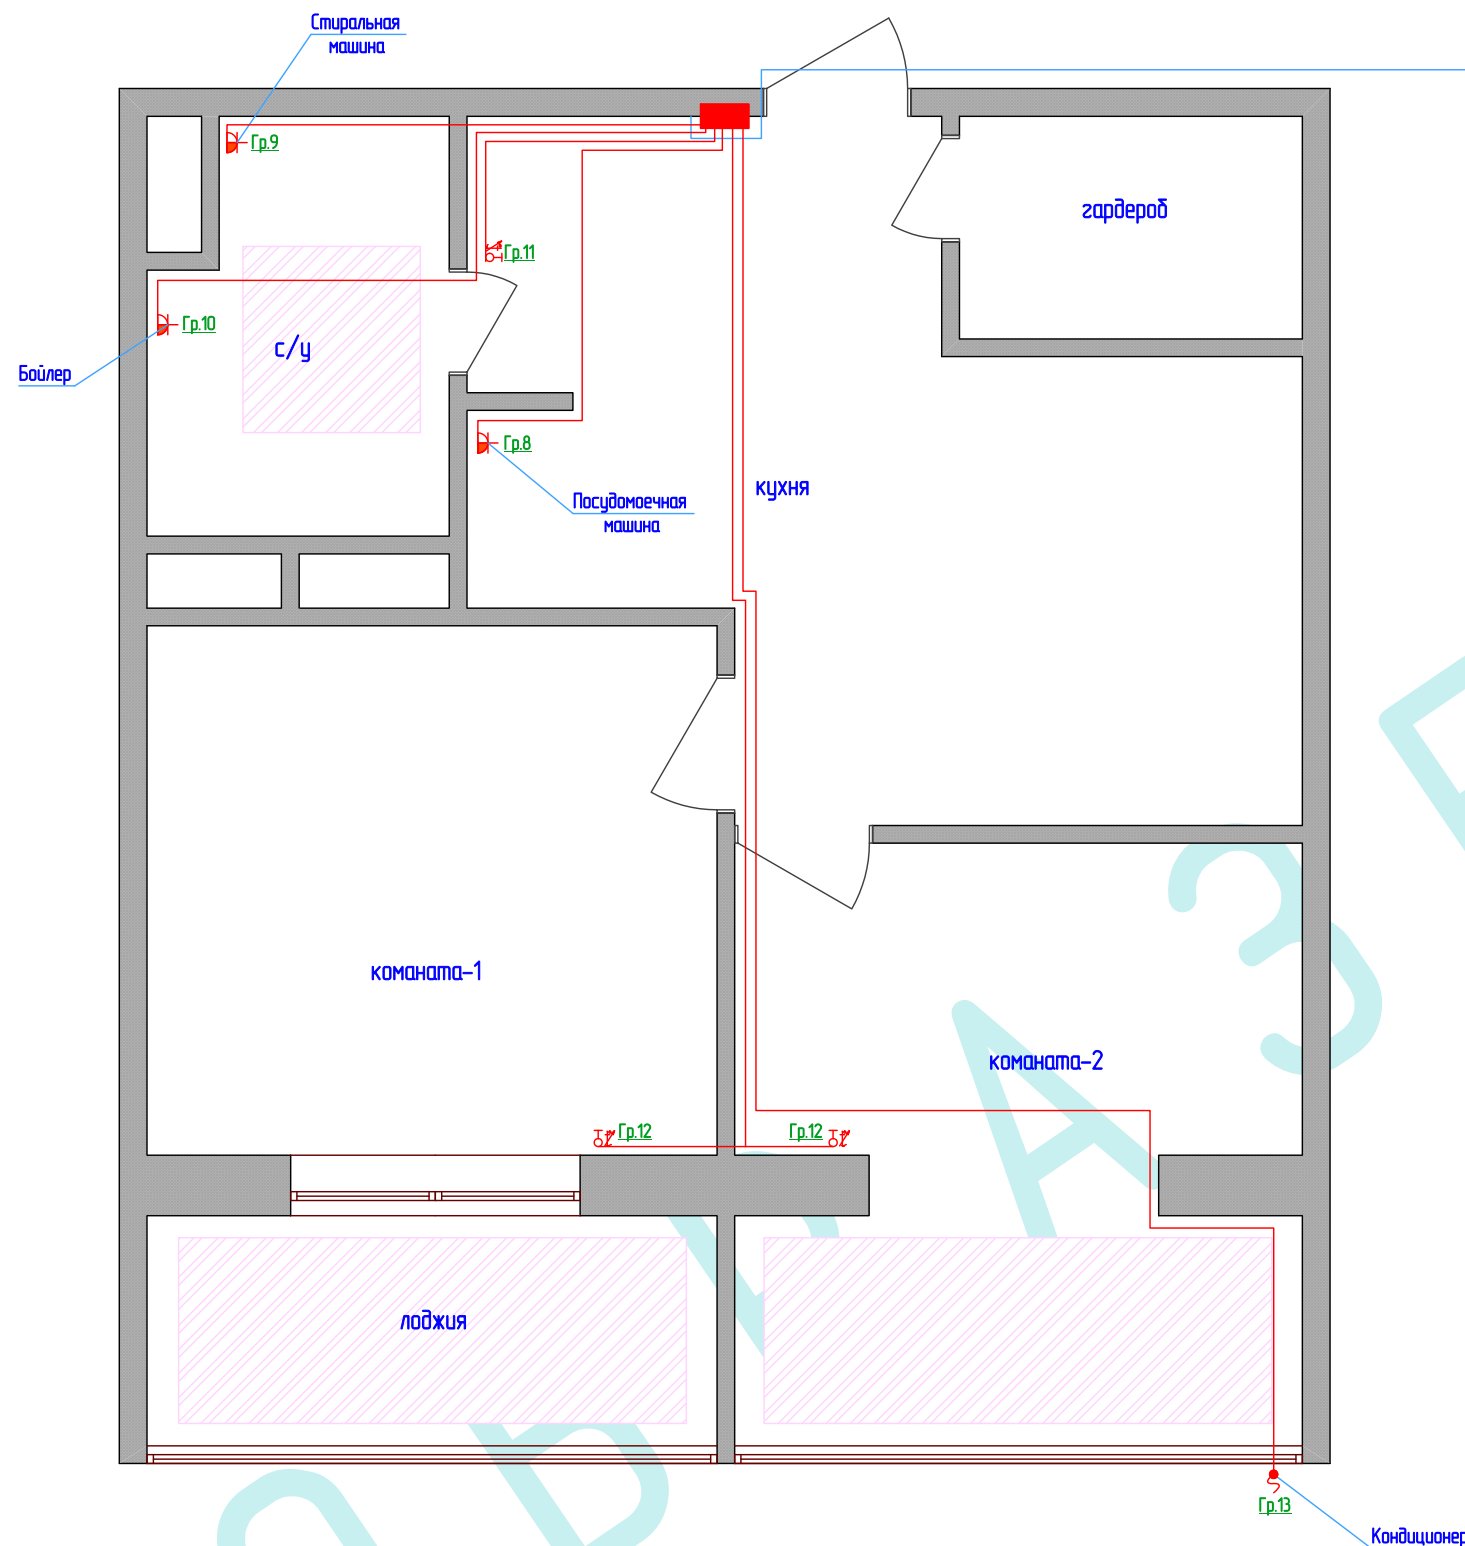 Стиральная
машина
Гр.9
гардероб
Гр.11
Гр.10
с/у
Бойлер
Гр.8
кухня
Посудомоечная
машина
команата-1
команата-2
Гр.12
Гр.12
лоджия
Гр.13
Кондиционер